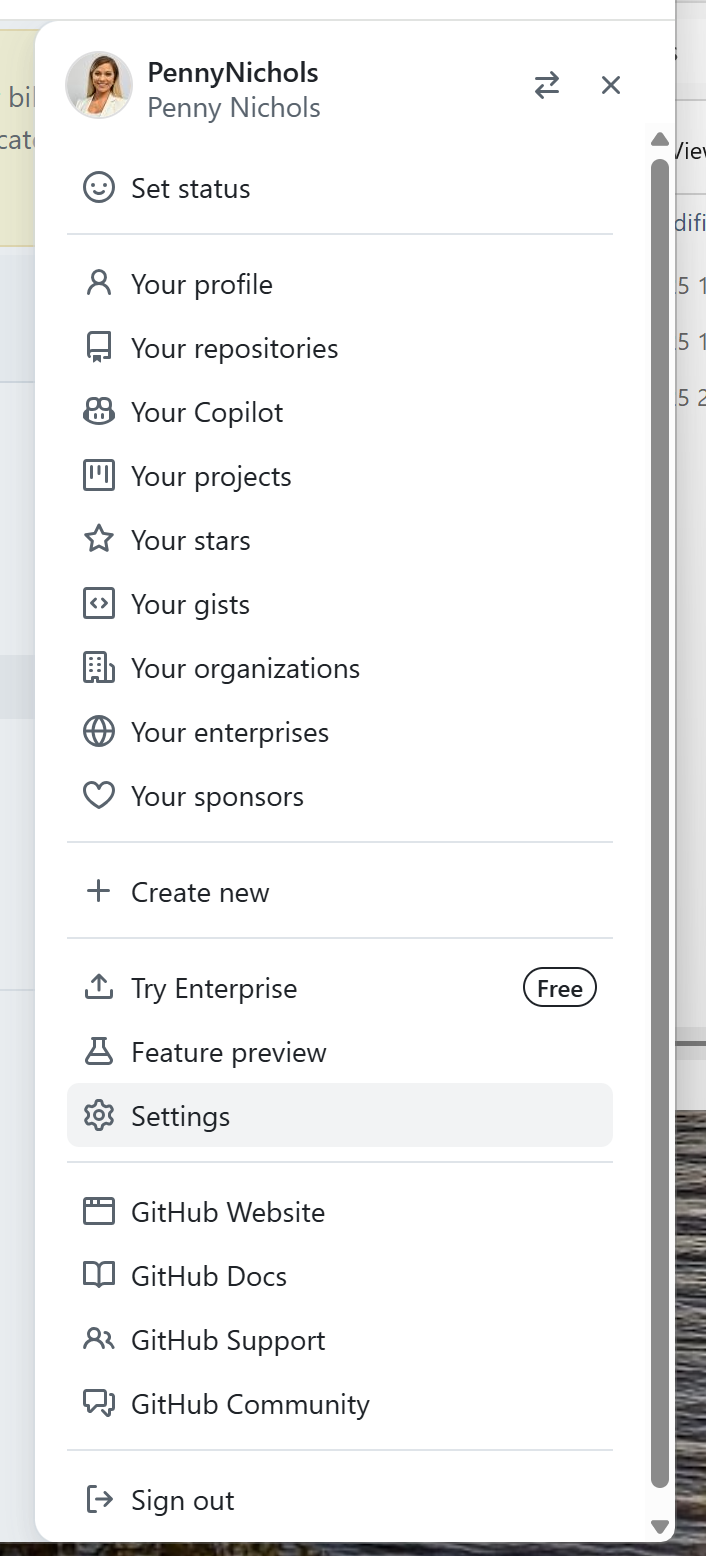 PennyNichols
Penny Nichols
Set status
Your profile
Your repositories
Your Copilot
Your projects
Your stars
Your gists
Your organizations
Your enterprises
Your sponsors
Create new
Try Enterprise
Free
Feature preview
Settings
GitHub Website
GitHub Docs
GitHub Support
GitHub Community
Sign out